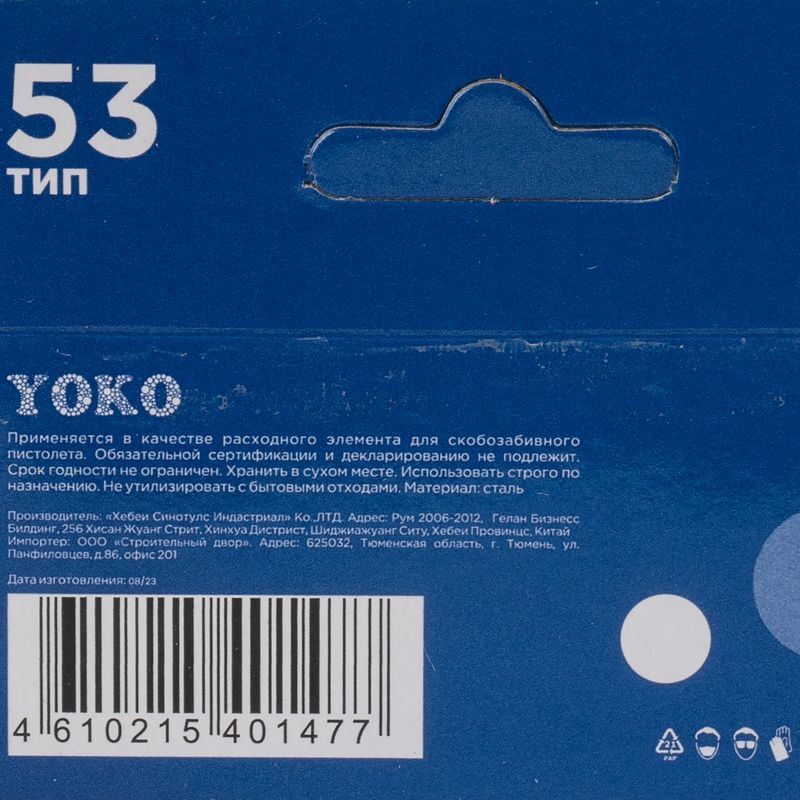 53
ТИП
YOKO
Применяется в качестве расходного элемента для скобозабивного
пистолета. Обязательной сертификации и декларированию не подлежит.
Срок годности не ограничен. Хранить в сухом месте. Использовать строго по
назначению. Не утилизировать с бытовыми отходами. Материал: сталь
Производитель: «Хебеи Синотулс Индастриал» Ко.,ЛТД. Адрес: Рум 2006-2012, Гелан Бизнесс
Билдинг, 256 Хисан Жуанг Стрит, Хинхуа Дистрист, Шиджиажуанг Ситу, Хебеи Провинцс, Китай
Импортер: ООО «Строительный двор». Адрес: 625032, Тюменская область, г. Тюмень, ул.
Панфиловцев, д.86, офис 201
Дата изготовления: 08/23
4 610215 401477
21
PAP